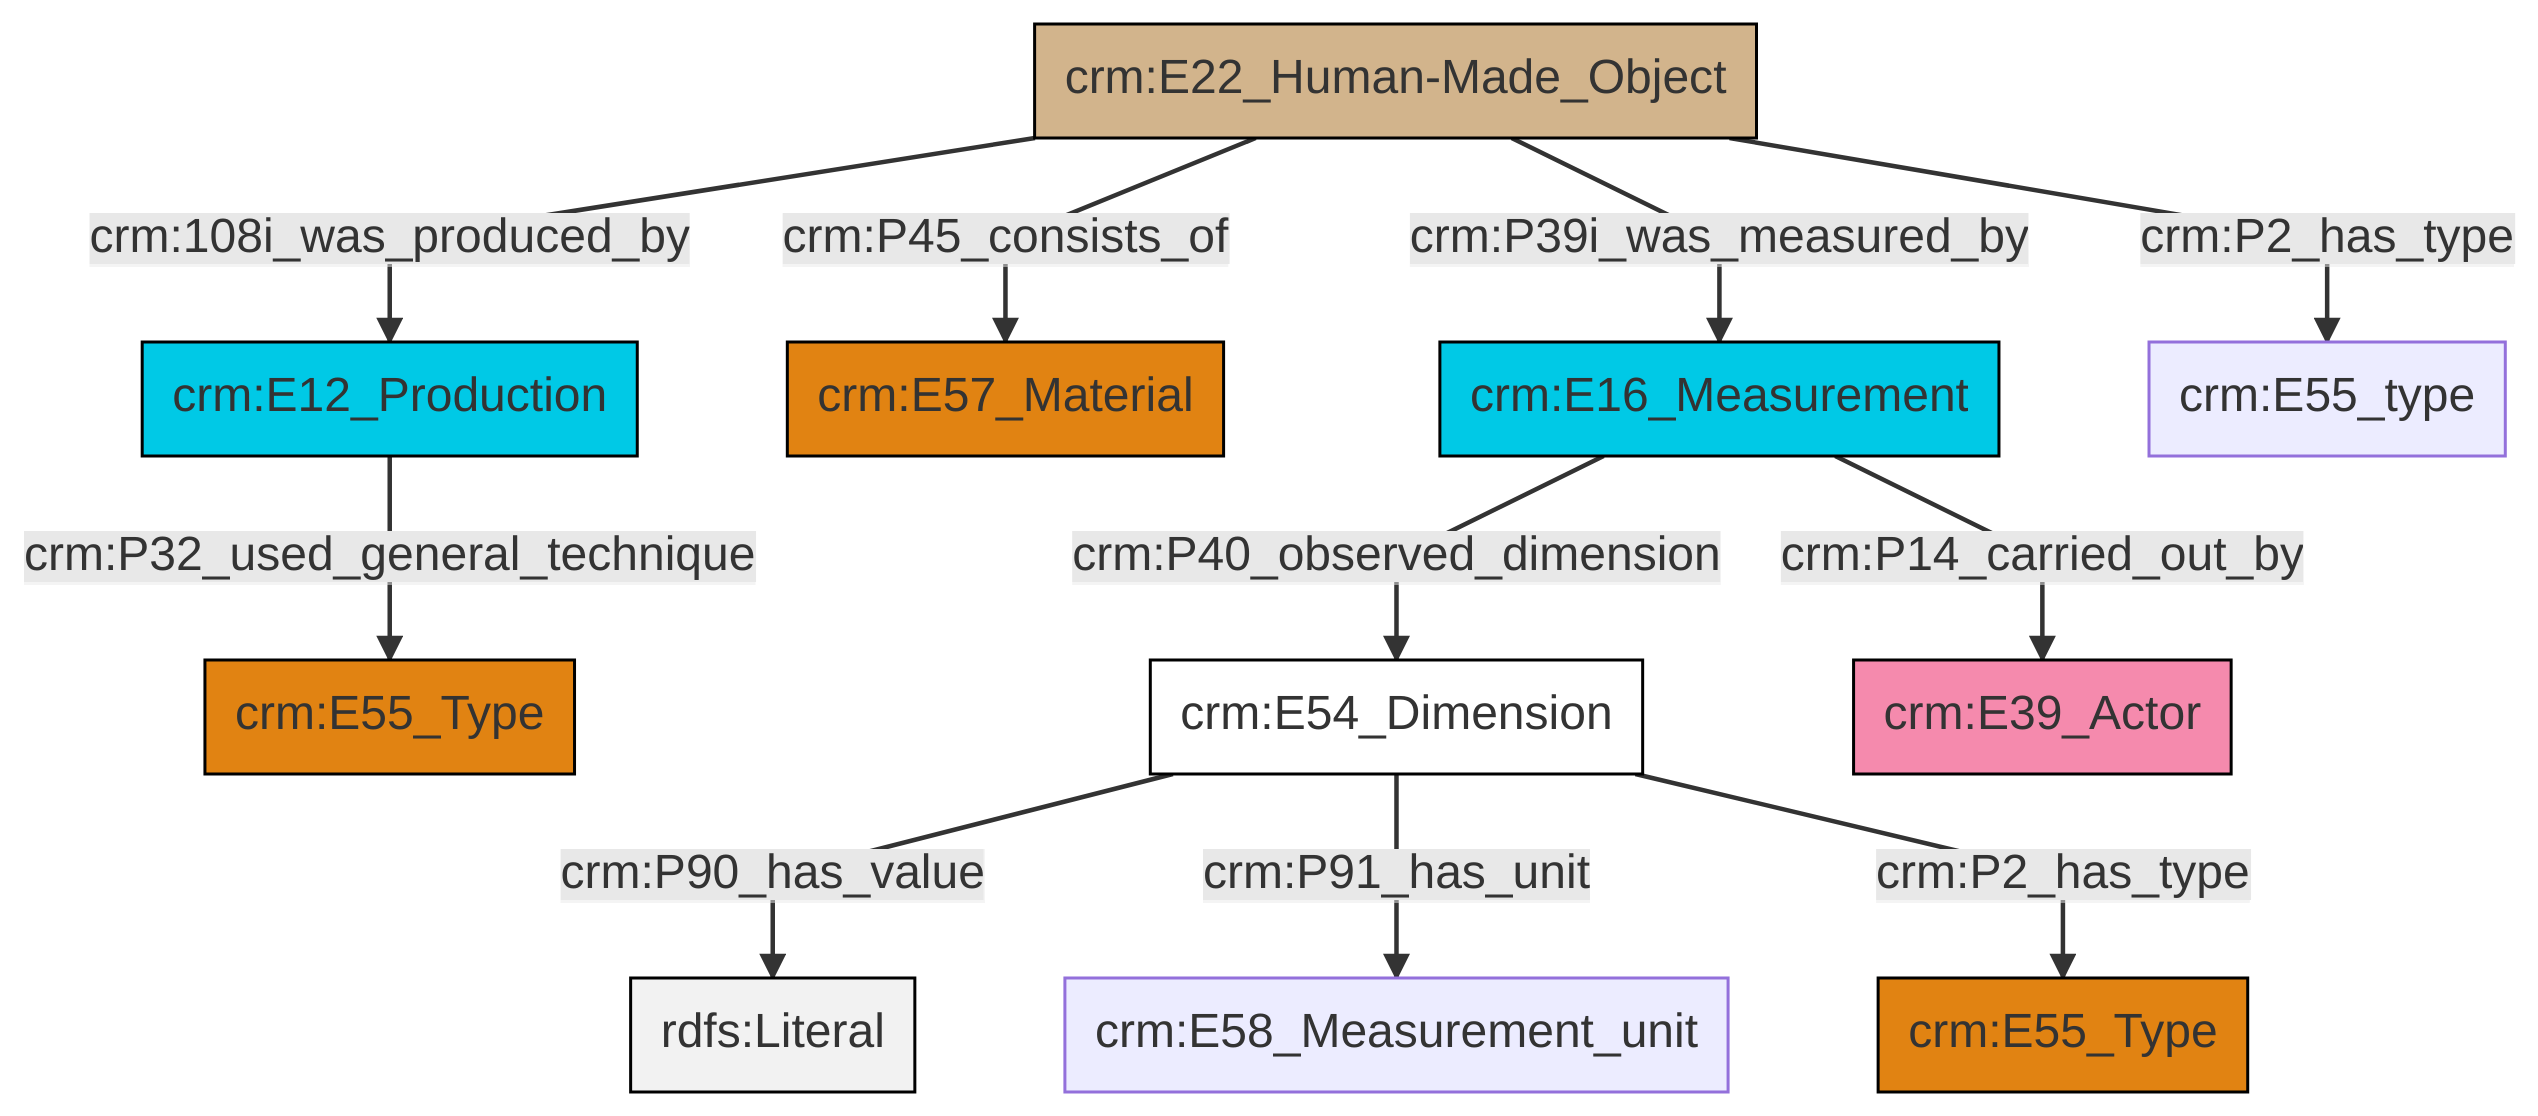 crm:E22_Human-Made_Object
crm:108i_was_produced_by
crm:P45_consists_of
crm:P39i_was_measured_by
crm:P2_has_type
crm:E12_Production
crm:E57_Material
crm:E16_Measurement
crm:E55_type
crm:P32_used_general_technique
crm:P40_observed_dimension
crm:P14_carried_out_by
crm:E55_Type
crm:E54_Dimension
crm:E39_Actor
crm:P90_has_value
crm:P91_has_unit
crm:P2_has_type
rdfs:Literal
crm:E58_Measurement_unit
crm:E55_Type